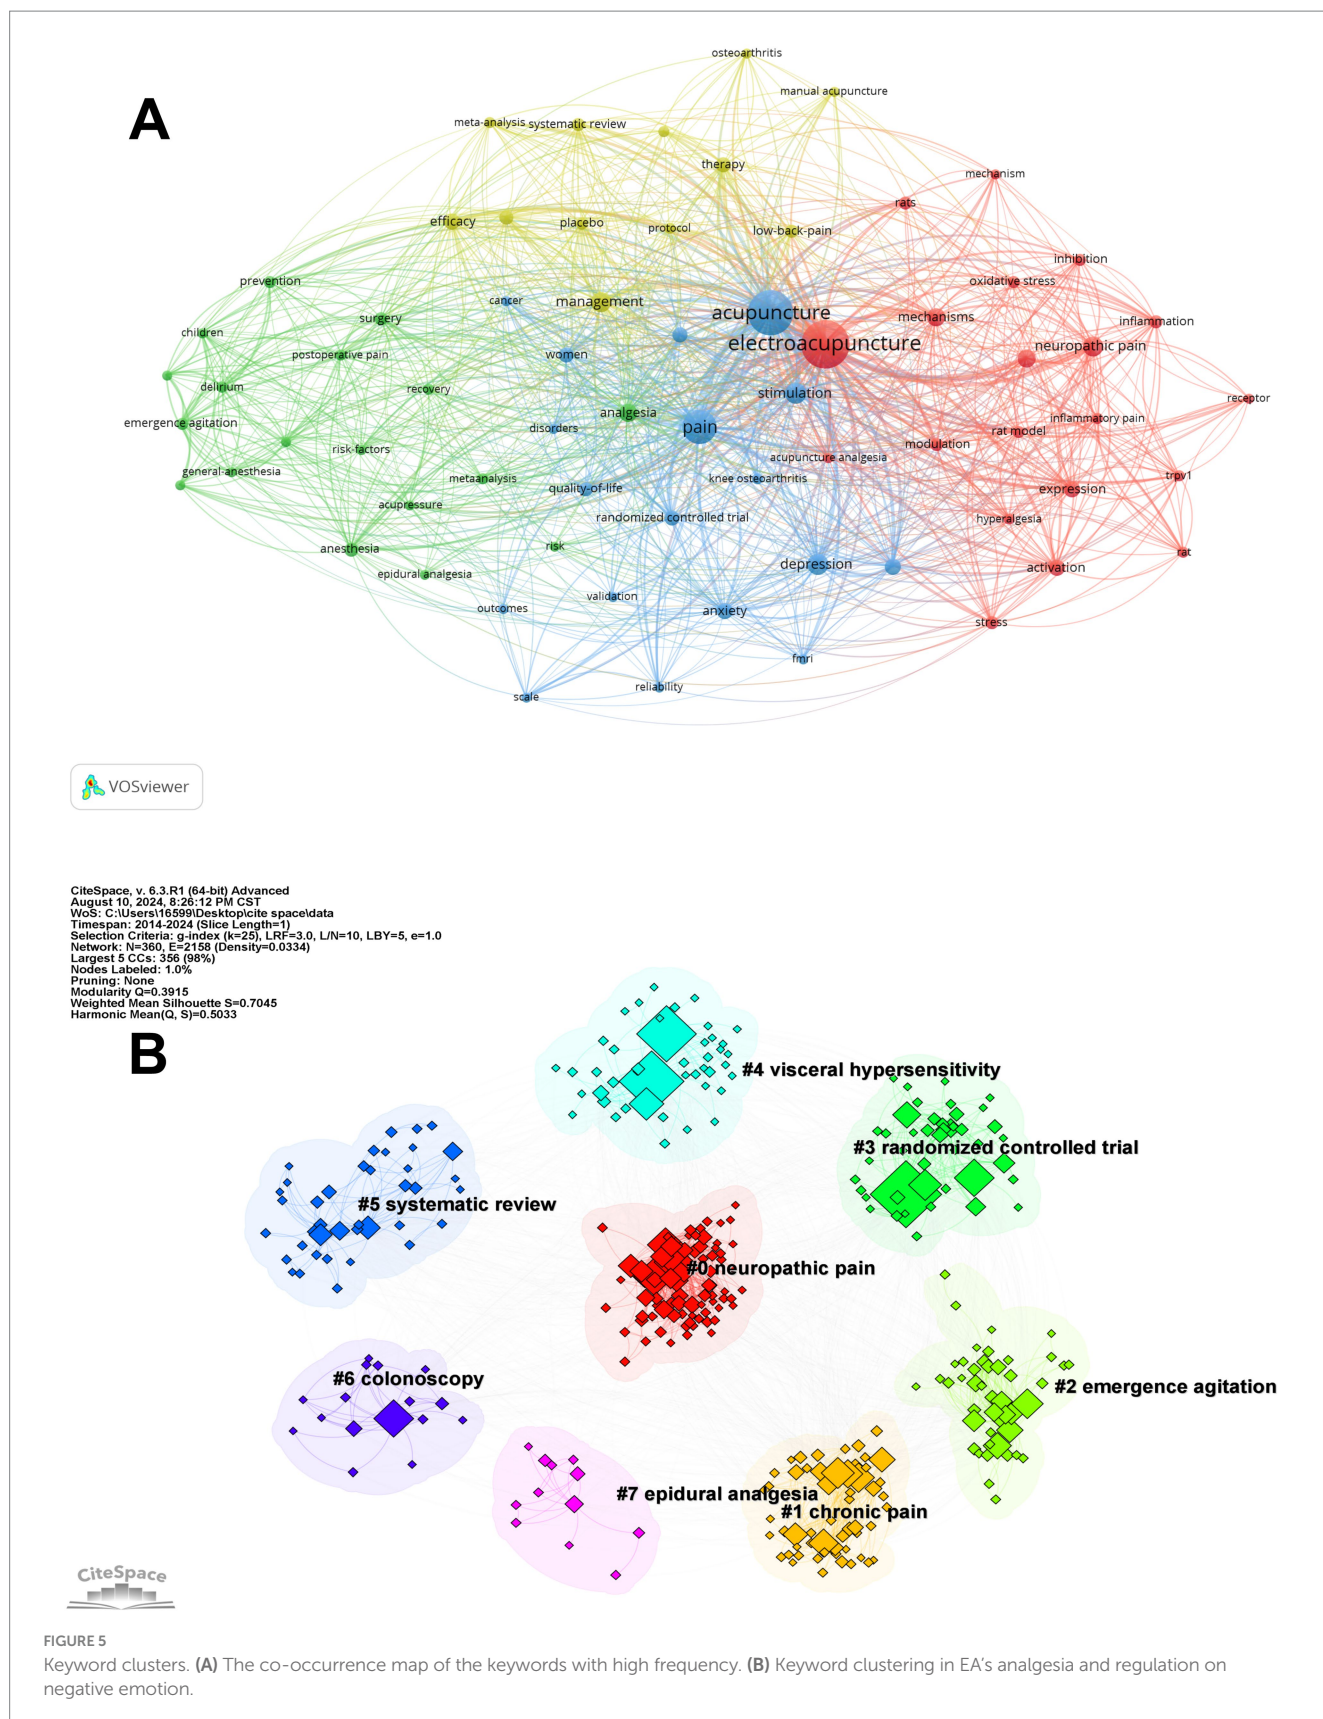 osteoarthritis
manual acupuncture
A
meta-analysis
systematic review
therapy
mechanism
rats
efficacy
placebo
protocol
low-back-pain
inhibition
prevention
oxidative stress
cancer
management
acupuncture
mechanisms
inflammation
children
surgery
electroacupuncture
neuropathic pain
postoperative pain
women
delirium
recovery
stimulation
receptor
emergence agitation
analgesia
pain
inflammatory pain
disorders
rat model
risk-factors
modulation
acupuncture analgesia
general-anesthesia
metaanalysis
knee osteoarthritis
trpv1
quality-of-life
expression
acupressure
randomized controlled trial
hyperalgesia
anesthesia
risk
rat
epidural analgesia
depression
activation
outcomes
validation
anxiety
stress
fmri
scale
reliability
VOSviewer
CiteSpace, v. 6.3.R1 (64-bit) Advanced
August 10, 2024, 8:26:12 PM CST
WoS: C:\Users\16599\Desktop\cite space\data
Timespan: 2014-2024 (Slice Length=1)
Selection Criteria: g-index (k=25), LRF=3.0, L/N=10, LBY=5, e=1.0
Network: N=360, E=2158 (Density=0.0334)
Largest 5 CCs: 356 (98%)
Nodes Labeled: 1.0%
Pruning: None
Modularity Q=0.3915
Weighted Mean Silhouette S=0.7045
Harmonic Mean(Q, S)=0.5033
B
#4 visceral hypersensitivity
#3 randomized controlled trial
#5 systematic review
#0 neuropathic pain
#6 colonoscopy
#2 emergence agitation
#7 epidural analgesia
#1 chronic pain
CiteSpace
FIGURE 5
Keyword clusters. (A) The co-occurrence map of the keywords with high frequency. (B) Keyword clustering in EA's analgesia and regulation on
negative emotion.